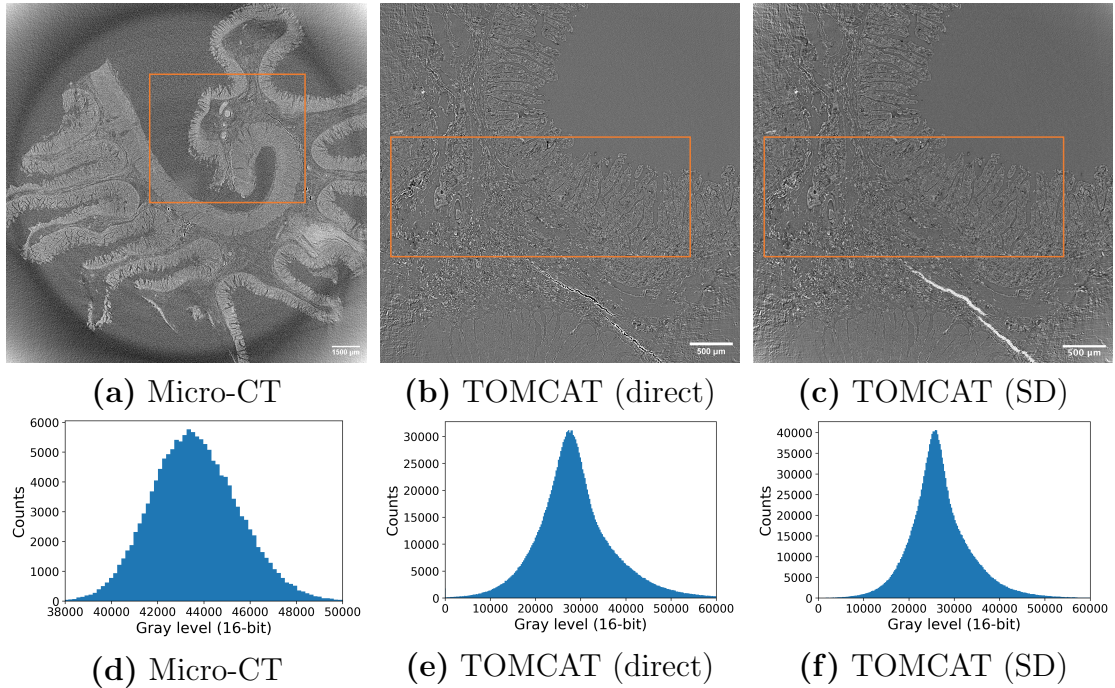 1500 µm
500 µm
500 µm
(a) Micro-CT
(b) TOMCAT (direct)
(c) TOMCAT (SD)
6000
5000
4000
3000
2000
1000
0
Counts
38000 40000 42000 44000 46000 48000 50000
Gray level (16-bit)
30000
25000
20000
15000
10000
5000
0
Counts
0 10000 20000 30000 40000 50000 60000
Gray level (16-bit)
40000
35000
30000
25000
20000
15000
10000
5000
0
Counts
0 10000 20000 30000 40000 50000 60000
Gray level (16-bit)
(d) Micro-CT
(e) TOMCAT (direct)
(f) TOMCAT (SD)